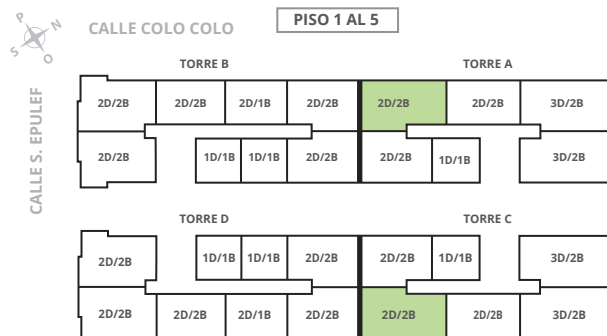 P
N
S
O
CALLE COLO COLO
PISO 1 AL 5
CALLE S. EPULEF
TORRE B
TORRE A
2D/2B 2D/2B 2D/1B 2D/2B 2D/2B 2D/2B 3D/2B
2D/2B 1D/1B 1D/1B 2D/2B 2D/2B 1D/1B 3D/2B
TORRE D
TORRE C
2D/2B 1D/1B 1D/1B 2D/2B 2D/2B 1D/1B 3D/2B
2D/2B 2D/2B 2D/1B 2D/2B 2D/2B 2D/2B 3D/2B